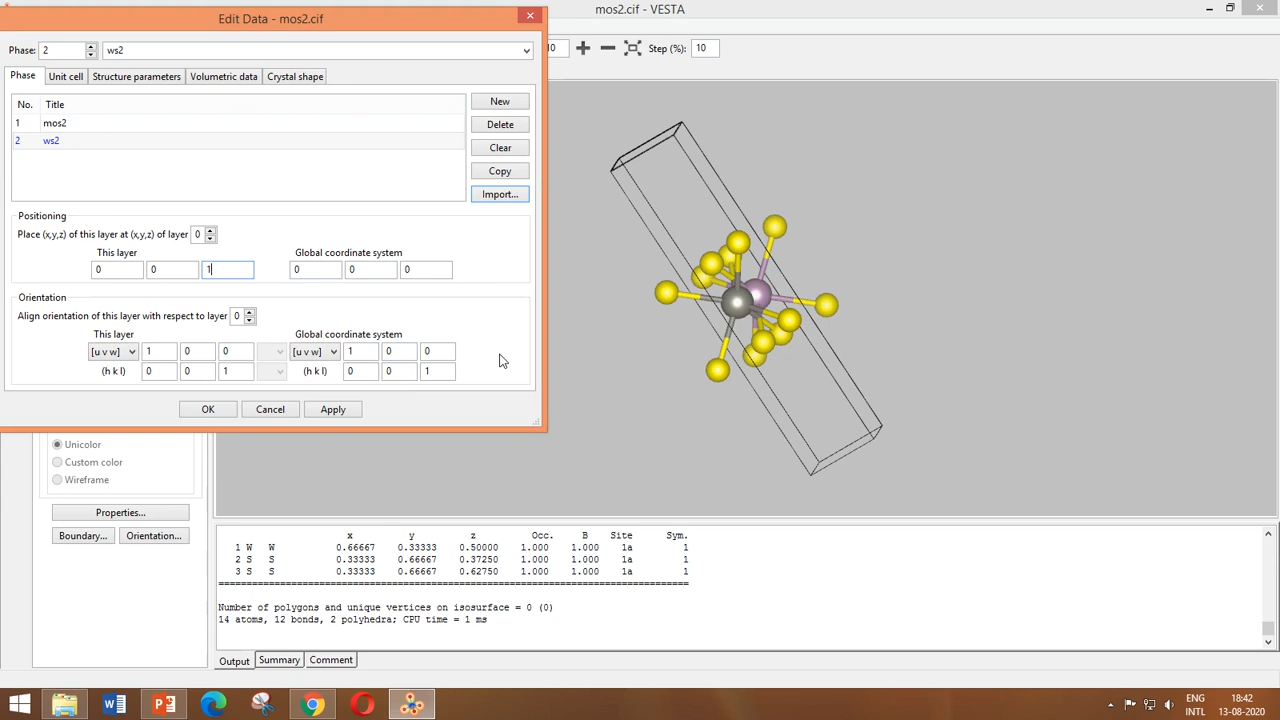 Edit Data - mos2.cif
mos2.cif - VESTA
Phase: 2 ws2
10 Step (%): 10
Phase Unit cell Structure parameters Volumetric data Crystal shape
No. Title
1 mos2
2 ws2
New
Delete
Clear
Copy
Import...
Positioning
Place (x,y,z) of this layer at (x,y,z) of layer 0
This layer Global coordinate system
0 0 1 0 0 0
Orientation
Align orientation of this layer with respect to layer 0
This layer Global coordinate system
[u v w] 1 0 0 [u v w] 1 0 0
(h k l) 0 0 1 (h k l) 0 0 1
OK Cancel Apply
Unicolor
Custom color
Wireframe
Properties...
Boundary... Orientation...
x y z Occ. B Site Sym.
1 W W 0.66667 0.33333 0.50000 1.000 1.000 1a 1
2 S S 0.33333 0.66667 0.37250 1.000 1.000 1a 1
3 S S 0.33333 0.66667 0.62750 1.000 1.000 1a 1
Number of polygons and unique vertices on isosurface = 0 (0)
14 atoms, 12 bonds, 2 polyhedra; CPU time = 1 ms
Output Summary Comment
ENG 18:42
INTL 13-08-2020